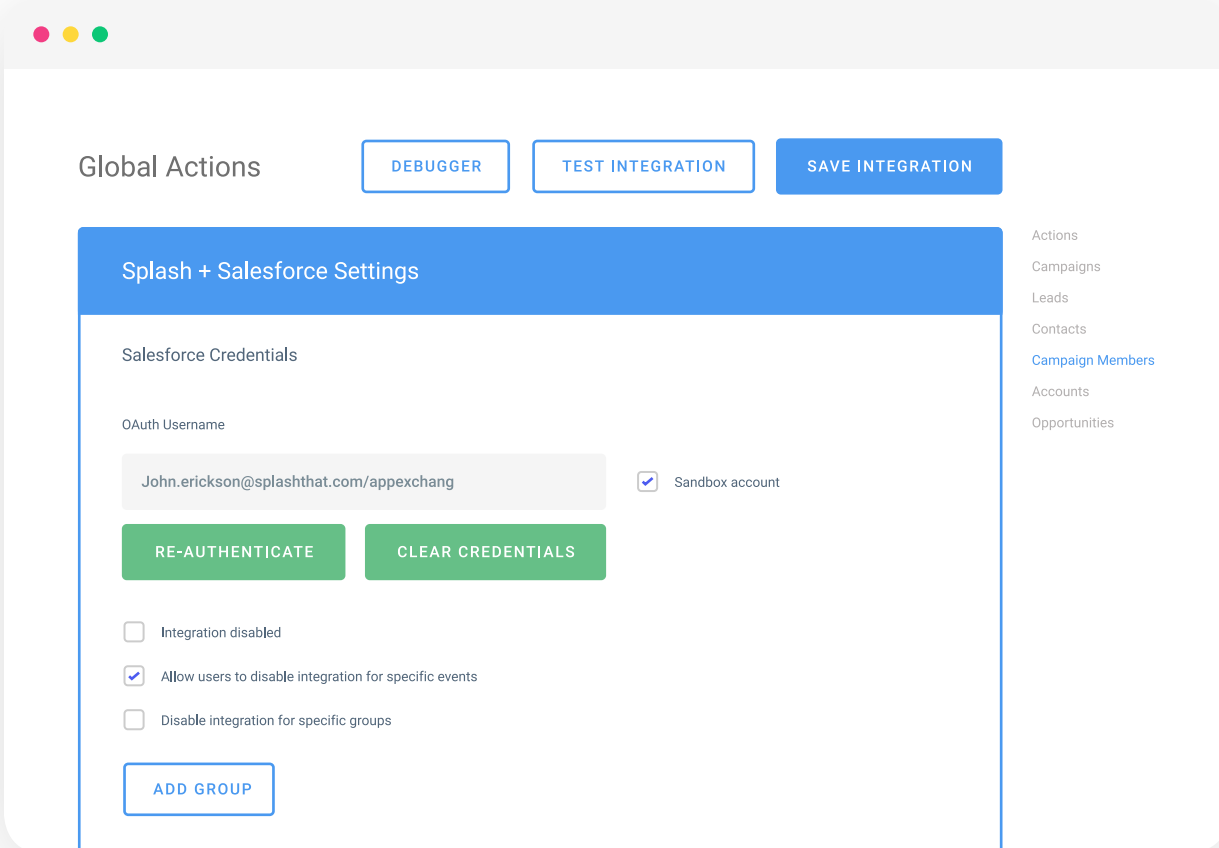 Global Actions
DEBUGGER
TEST INTEGRATION
SAVE INTEGRATION
Splash + Salesforce Settings
Salesforce Credentials
OAuth Username
John.erickson@splashthat.com/appexchang
Sandbox account
RE-AUTHENTICATE
CLEAR CREDENTIALS
Integration disabled
Allow users to disable integration for specific events
Disable integration for specific groups
ADD GROUP
Actions
Campaigns
Leads
Contacts
Campaign Members
Accounts
Opportunities